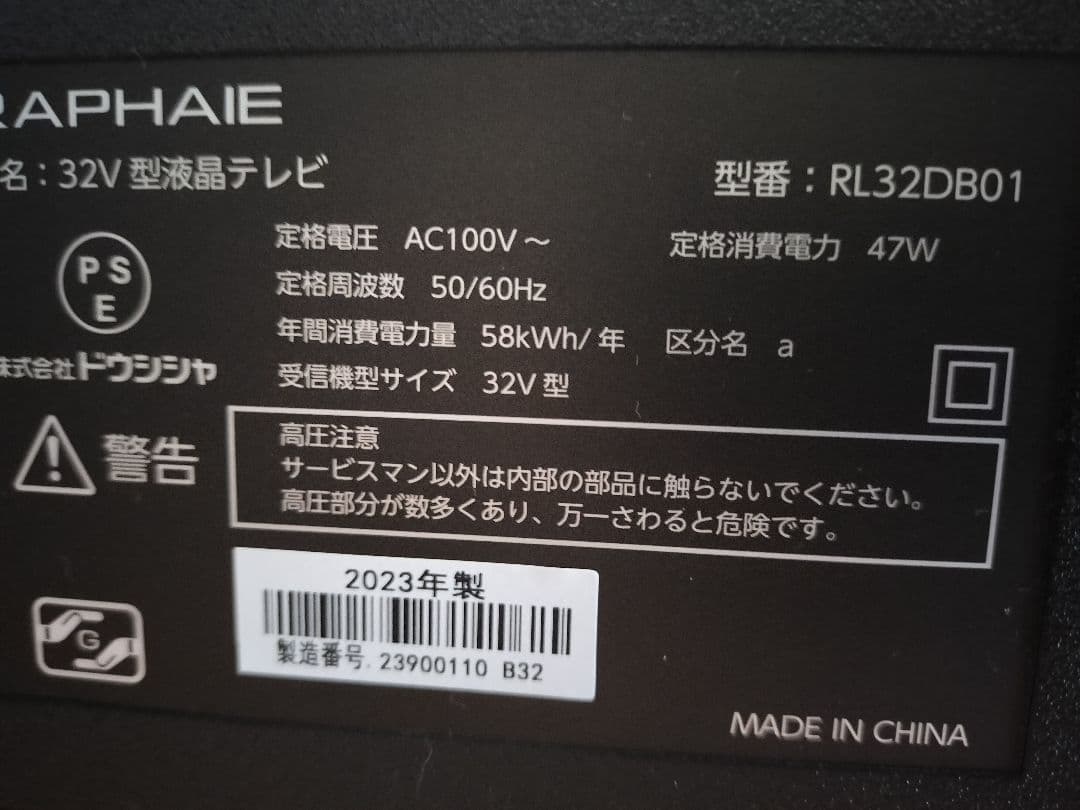 RAPHAIE
名：32V 型液晶テレビ
型番：RL32DB01
PS
E
定格電圧 AC100V～
定格消費電力 47W
定格周波数 50/60Hz
年間消費電力量 58kWh/年 区分名 a
株式会社ドウシシャ
受信機型サイズ 32V 型
警告
高圧注意
サービスマン以外は内部の部品に触らないでください。
高圧部分が数多くあり、万一さわると危険です。
2023年製
製造番号. 23900110 B32
G
MADE IN CHINA